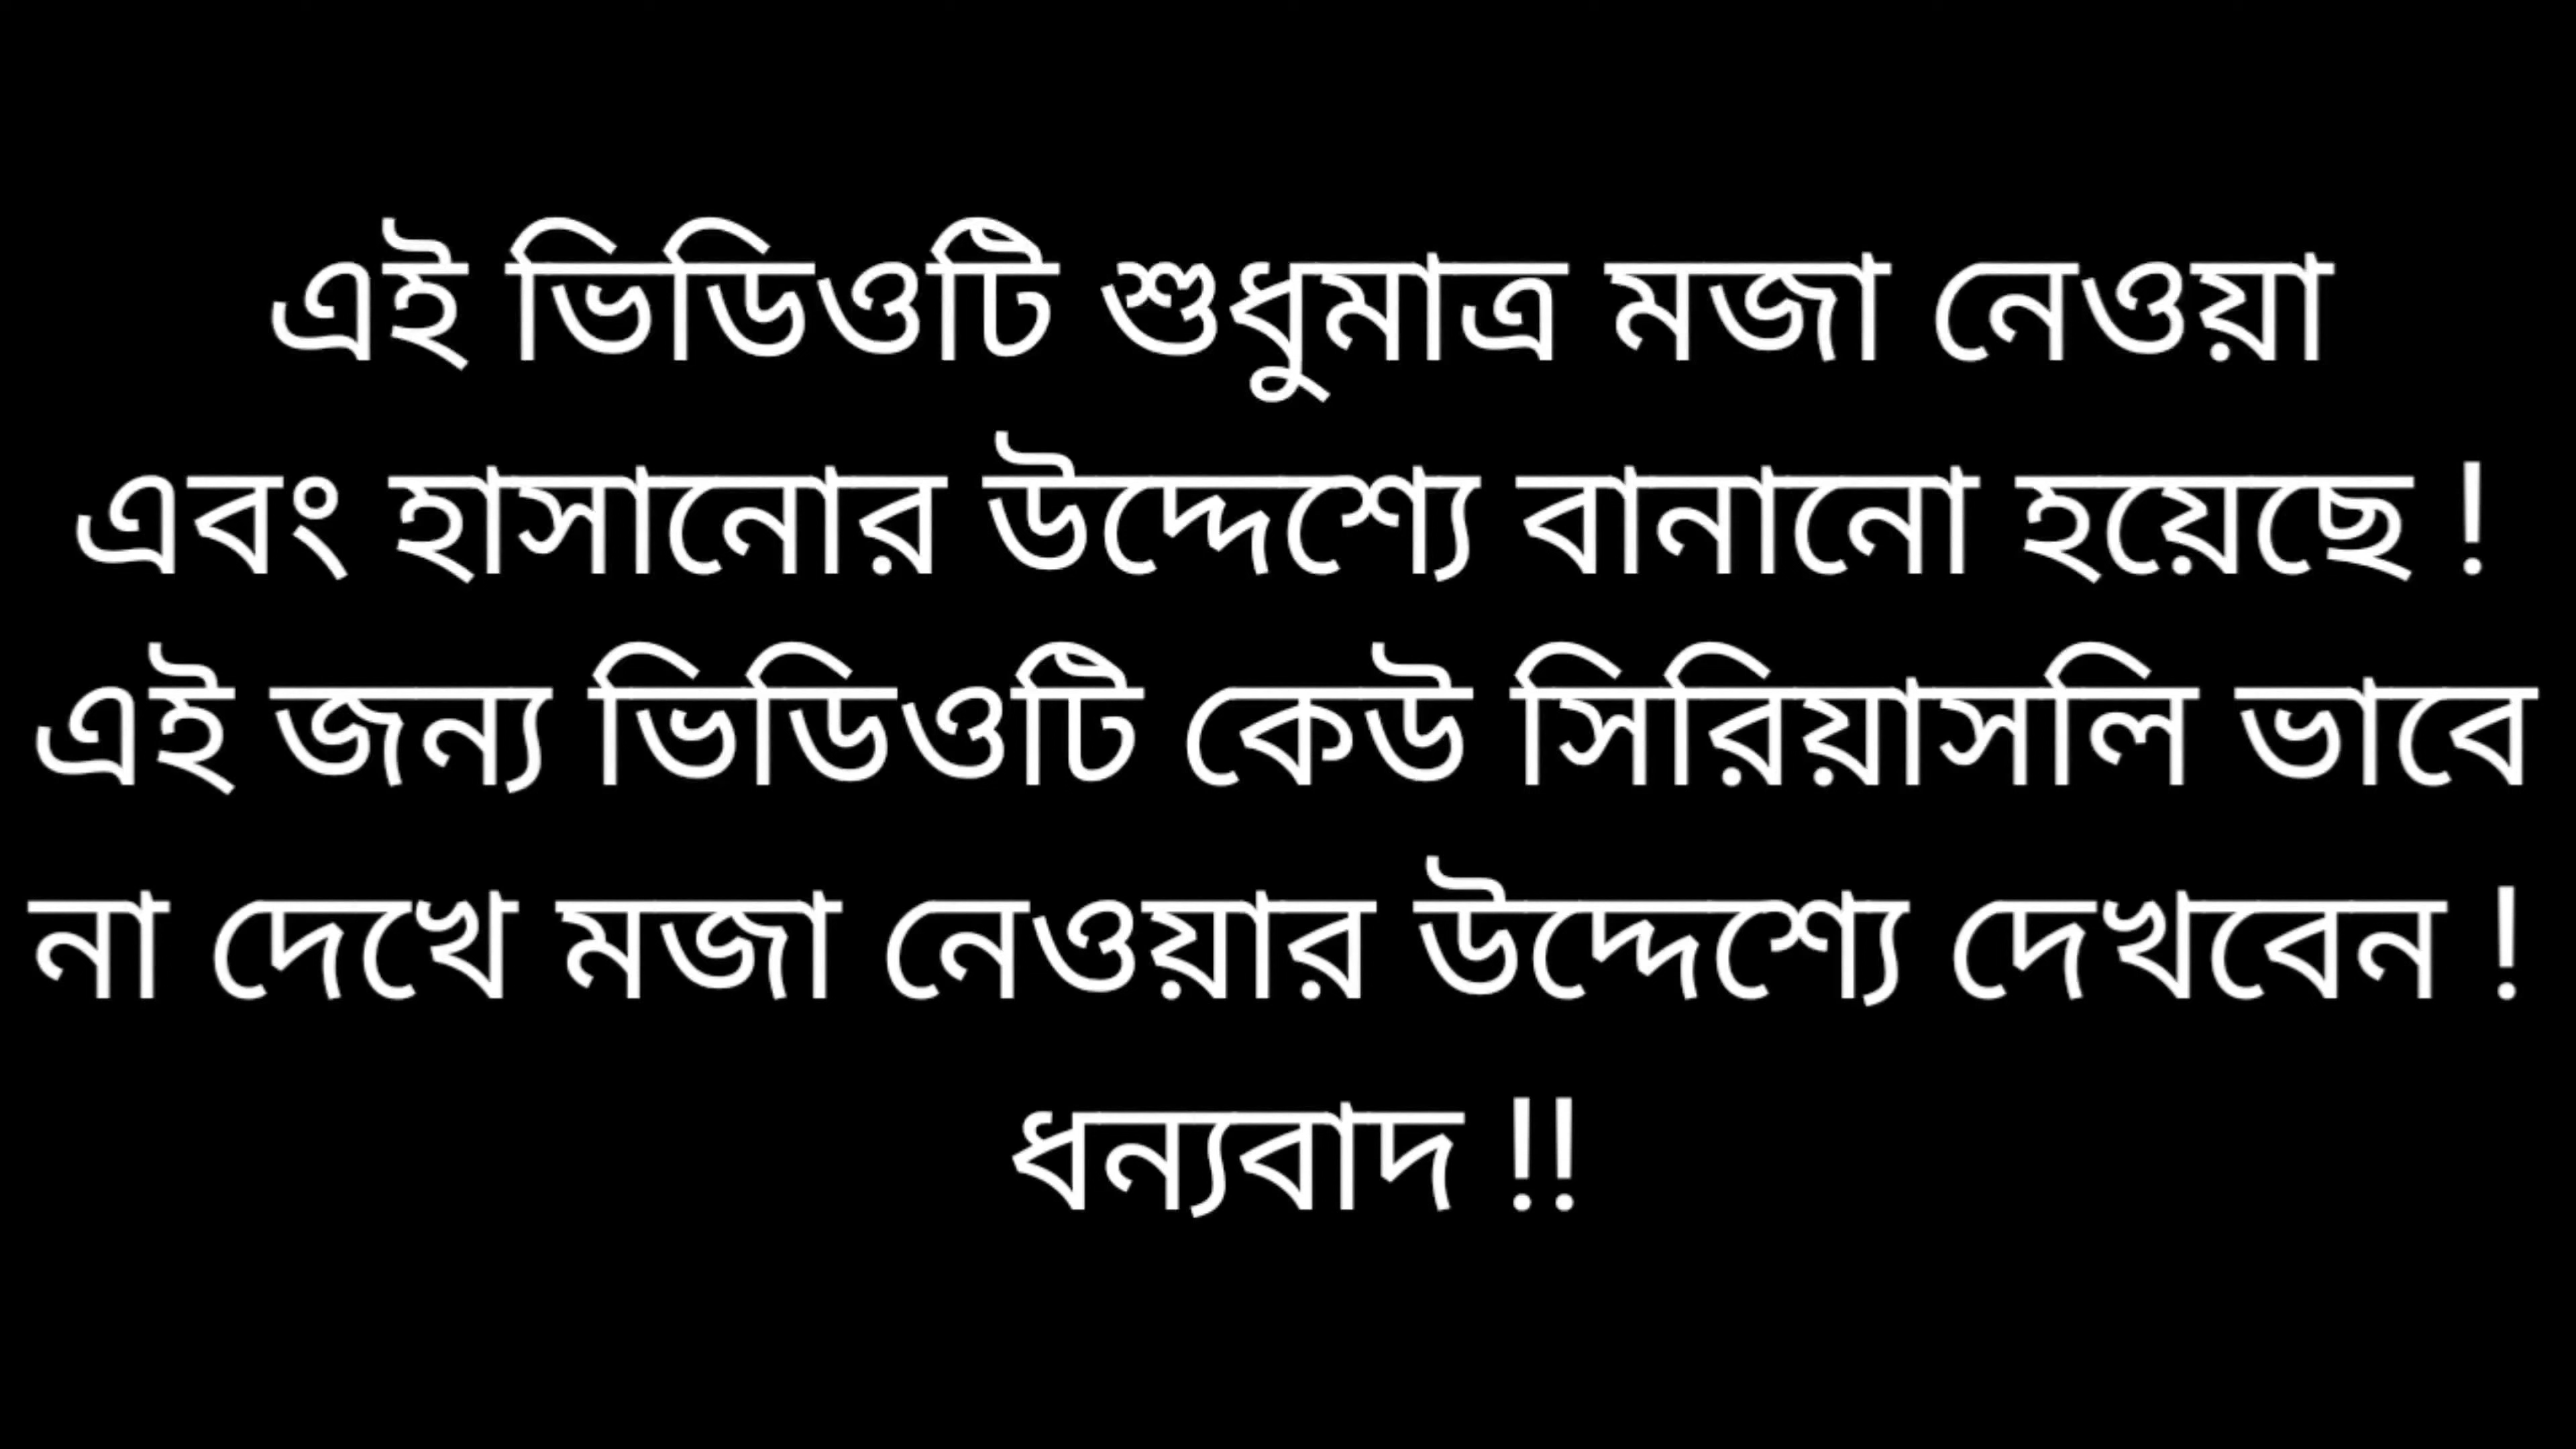 এই ভিডিওটি শুধুমাত্র মজা নেওয়া
এবং হাসানোর উদ্দেশ্যে বানানো হয়েছে !
এই জন্য ভিডিওটি কেউ সিরিয়াসলি ভাবে
না দেখে মজা নেওয়ার উদ্দেশ্যে দেখবেন !
ধন্যবাদ !!